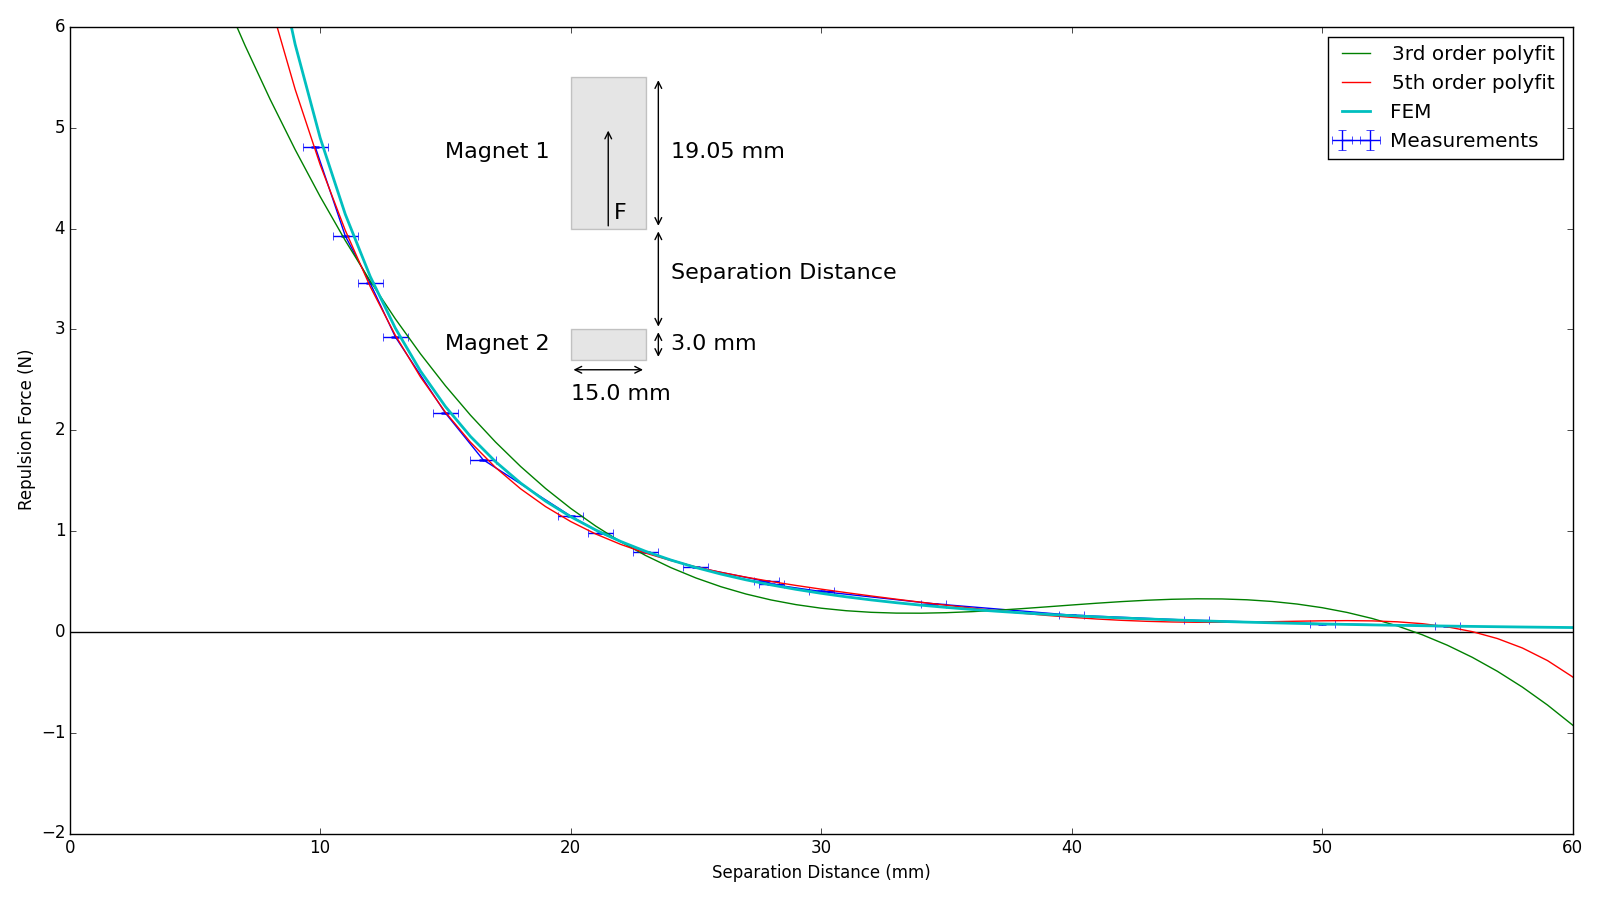 6
5
4
3
2
1
0
−1
−2
Repulsion Force (N)
0
10
20
30
40
50
60
Separation Distance (mm)
3rd order polyfit
5th order polyfit
FEM
Measurements
Magnet 1
19.05 mm
F
Separation Distance
Magnet 2
3.0 mm
15.0 mm